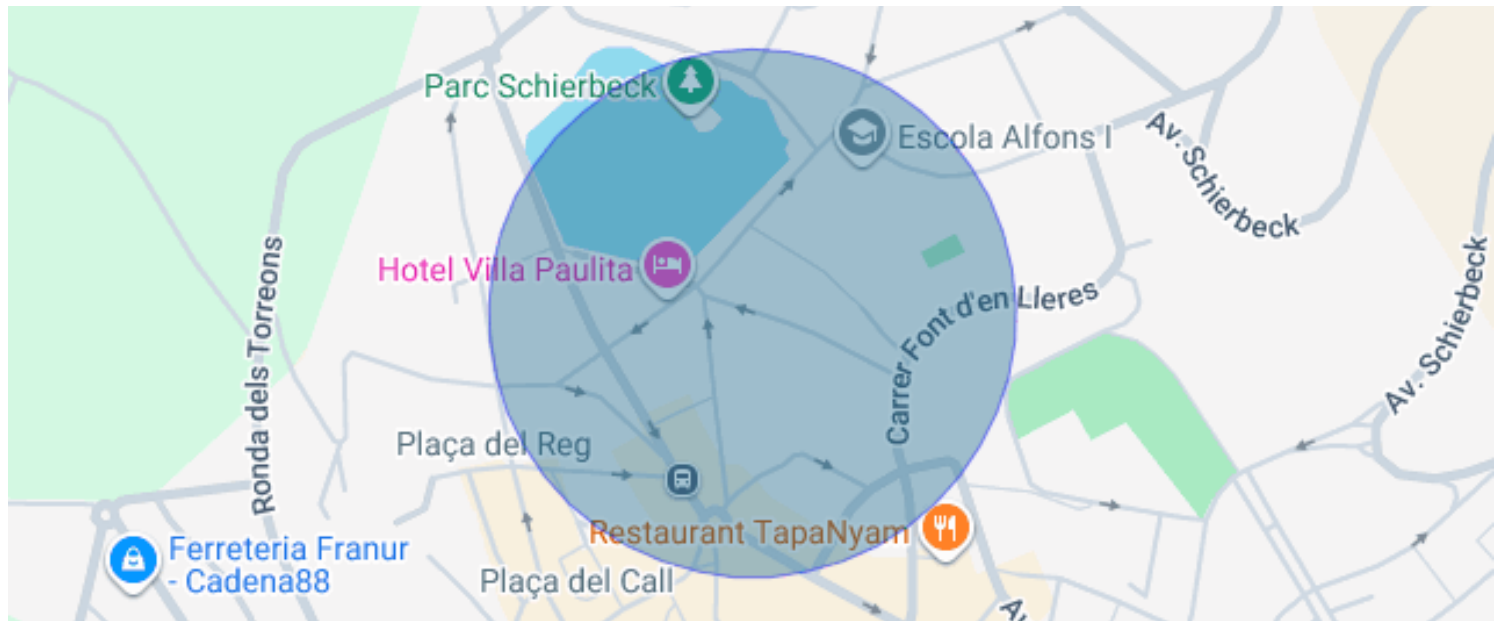 Parc Schierbeck
Escola Alfons I
Av. Schierbeck
Hotel Villa Paulita
Ronda dels Torreons
Carrer Font d'en Lleres
Av. Schierbeck
Plaça del Reg
Restaurant TapaNyam
Ferreteria Franur
- Cadena88
Plaça del Call
Av